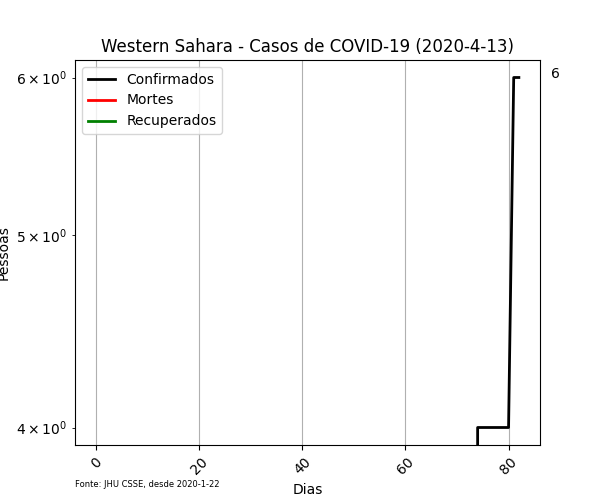 Western Sahara - Casos de COVID-19 (2020-4-13)
Confirmados
Mortes
Recuperados
6
6 × 10⁰
5 × 10⁰
4 × 10⁰
Pessoas
0 20 40 60 80
Dias
Fonte: JHU CSSE, desde 2020-1-22